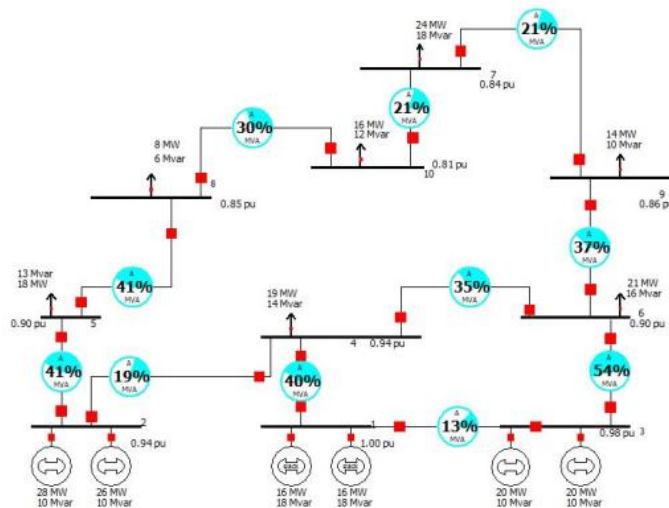 24 MW
18 Mvar
A
21%
MVA
7
0.84 pu
A
30%
MVA
A
21%
MVA
16 MW
12 Mvar
10
0.81 pu
8 MW
6 Mvar
8
0.85 pu
14 MW
10 Mvar
9
0.86 pu
A
37%
MVA
13 Mvar
18 MW
A
41%
MVA
0.90 pu
5
19 MW
14 Mvar
A
35%
MVA
21 MW
16 Mvar
6
0.90 pu
4
0.94 pu
A
41%
MVA
A
19%
MVA
A
40%
MVA
A
54%
MVA
2
0.94 pu
1
1.00 pu
A
13%
MVA
0.98 pu
3
28 MW
10 Mvar
26 MW
10 Mvar
16 MW
18 Mvar
16 MW
18 Mvar
20 MW
10 Mvar
20 MW
10 Mvar